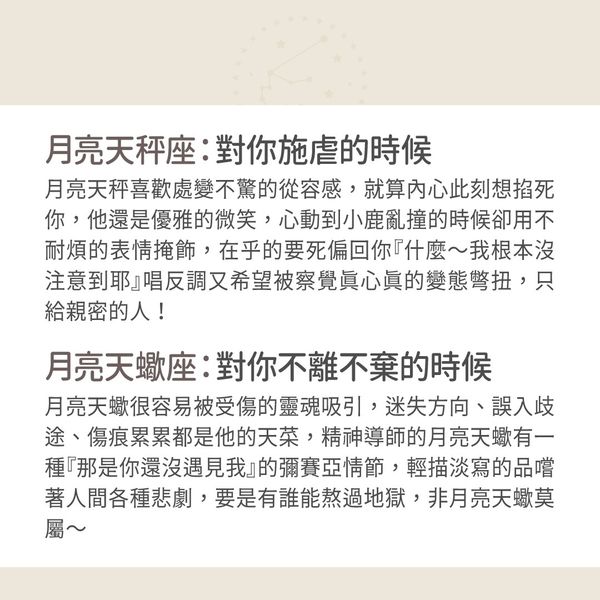 月亮天秤座：對你施虐的時候
月亮天秤喜歡處變不驚的從容感，就算內心此刻想掐死
你，他還是優雅的微笑，心動到小鹿亂撞的時候卻用不
耐煩的表情掩飾，在乎的要死偏回你『什麼～我根本沒
注意到耶』唱反調又希望被察覺眞心眞的變態彆扭，只
給親密的人！
月亮天蠍座：對你不離不棄的時候
月亮天蠍很容易被受傷的靈魂吸引，迷失方向、誤入歧
途、傷痕累累都是他的天菜，精神導師的月亮天蠍有一
種『那是你還沒遇見我』的彌賽亞情節，輕描淡寫的品嚐
著人間各種悲劇，要是有誰能熬過地獄，非月亮天蠍莫
屬～